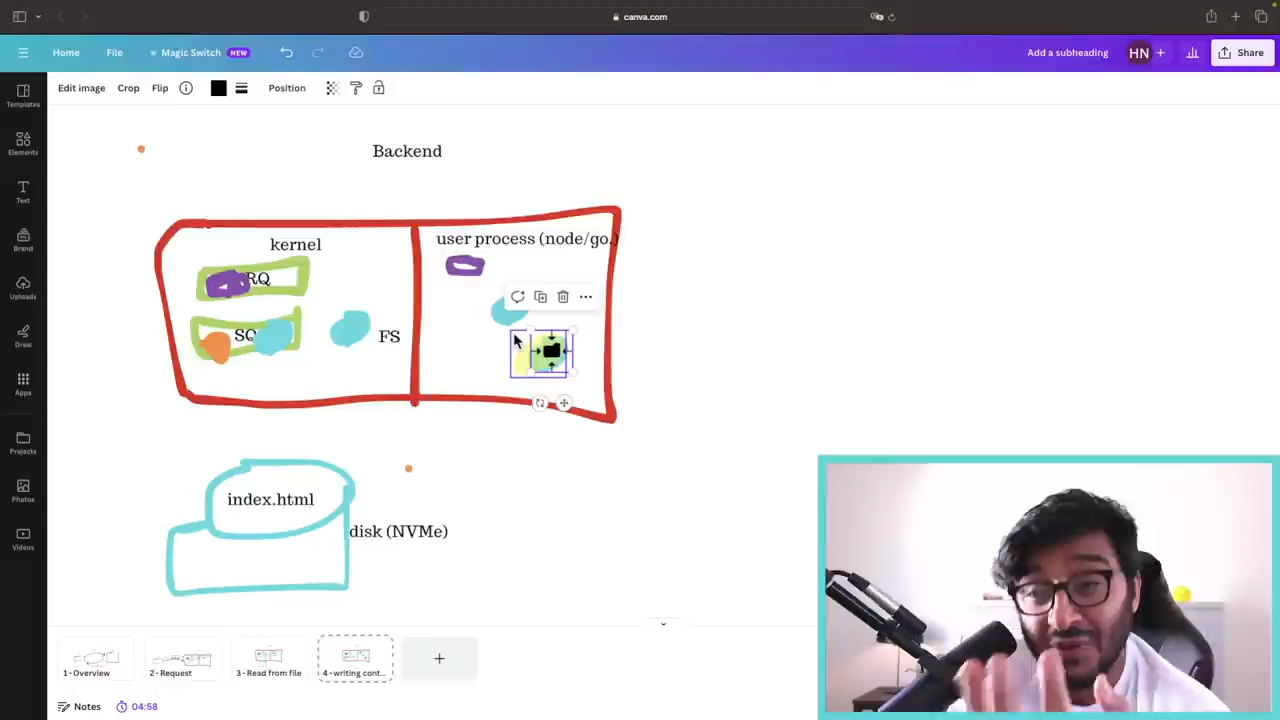 canva.com
Home
File
Magic Switch
NEW
Add a subheading
HN
Share
Templates
Elements
Text
Brand
Uploads
Draw
Apps
Projects
Photos
Videos
Edit image
Crop
Flip
Position
Backend
kernel
user process (node/go.)
RQ
SQ
FS
index.html
disk (NVMe)
1 - Overview
2 - Request
3 - Read from file
4 - writing cont...
Notes
04:58